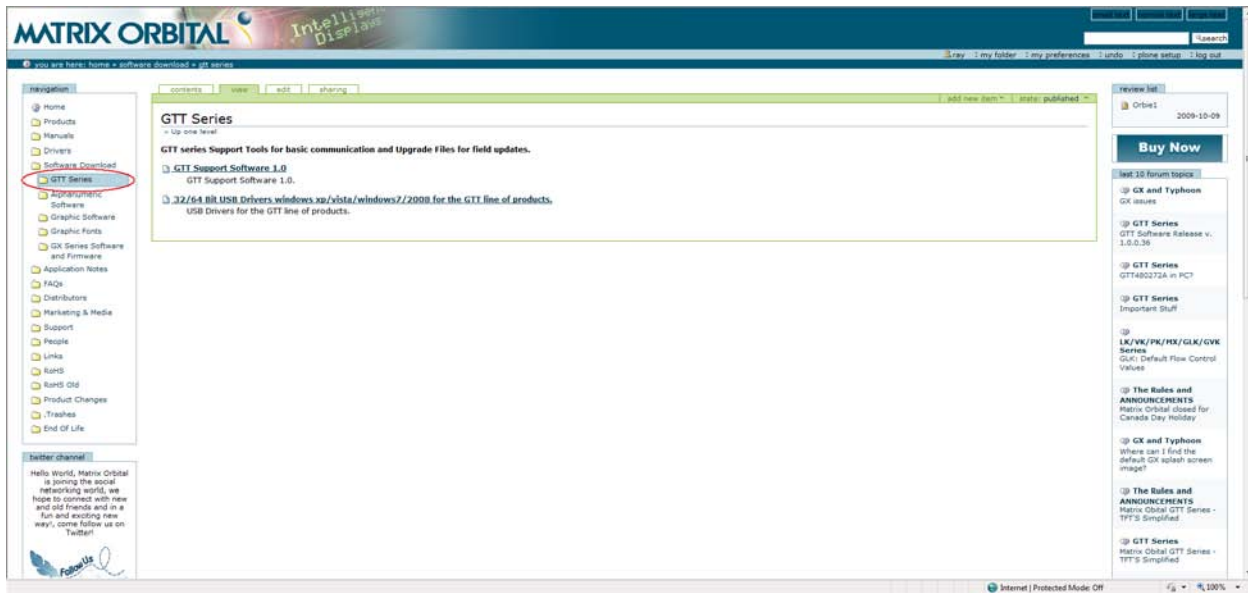 MATRIX ORBITAL
Intelligent
Displays
search
ray my folder my preferences undo plone setup log out
you are here: home » software download » gtt series
navigation
Home
Products
Manuals
Drivers
Software Download
GTT Series
Alphanumeric
Software
Graphic Software
Graphic Fonts
GX Series Software
and Firmware
Application Notes
FAQs
Distributors
Marketing & Media
Support
People
Links
RoHS
RoHS Old
Product Changes
.Trashes
End Of Life
twitter channel
Hello World, Matrix Orbital
is joining the social
networking world, we
hope to connect with new
and old friends and in a
fun and exciting new
way!, come follow us on
Twitter!
Follow Us
contents view edit sharing
add new item state: published
GTT Series
Up one level
GTT series Support Tools for basic communication and Upgrade Files for field updates.
GTT Support Software 1.0
GTT Support Software 1.0.
32/64 Bit USB Drivers windows xp/vista/windows7/2008 for the GTT line of products.
USB Drivers for the GTT line of products.
review list
Orbie1
2009-10-09
Buy Now
last 10 forum topics
GX and Typhoon
GX issues
GTT Series
GTT Software Release v.
1.0.0.36
GTT Series
GTT480272A in PC?
GTT Series
Important Stuff
LK/VK/PK/MX/GLK/GVK
Series
GLK: Default Flow Control
Values
The Rules and
ANNOUNCEMENTS
Matrix Orbital closed for
Canada Day Holiday
GX and Typhoon
Where can I find the
default GX splash screen
image?
The Rules and
ANNOUNCEMENTS
Matrix Obital GTT Series -
TFT'S Simplified
GTT Series
Matrix Obital GTT Series -
TFT'S Simplified
Internet | Protected Mode: Off
100%